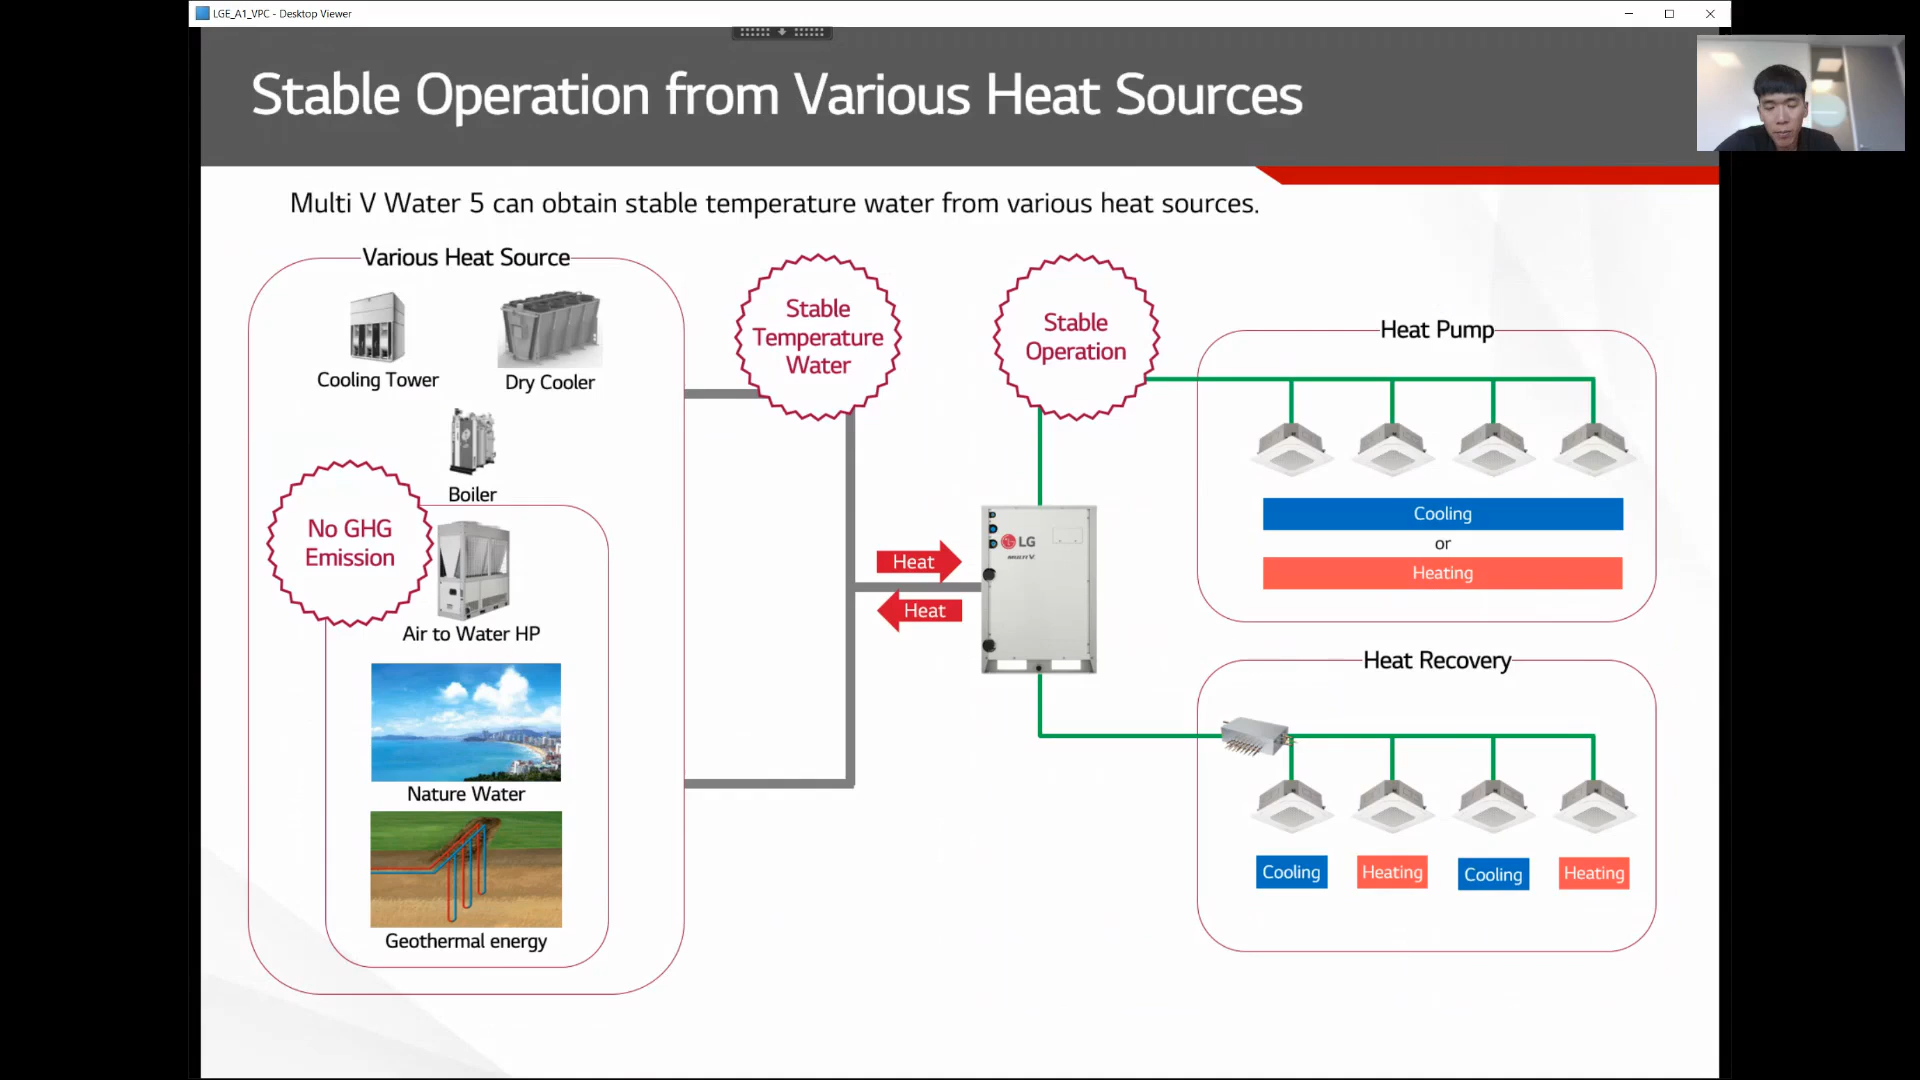 LGE_A1_VPC - Desktop Viewer
Stable Operation from Various Heat Sources
Multi V Water 5 can obtain stable temperature water from various heat sources.
Various Heat Source
Cooling Tower
Dry Cooler
Boiler
No GHG
Emission
Air to Water HP
Nature Water
Geothermal energy
Stable
Temperature
Water
Stable
Operation
Heat
Heat
LG
MULTI V
Heat Pump
Cooling
or
Heating
Heat Recovery
Cooling
Heating
Cooling
Heating